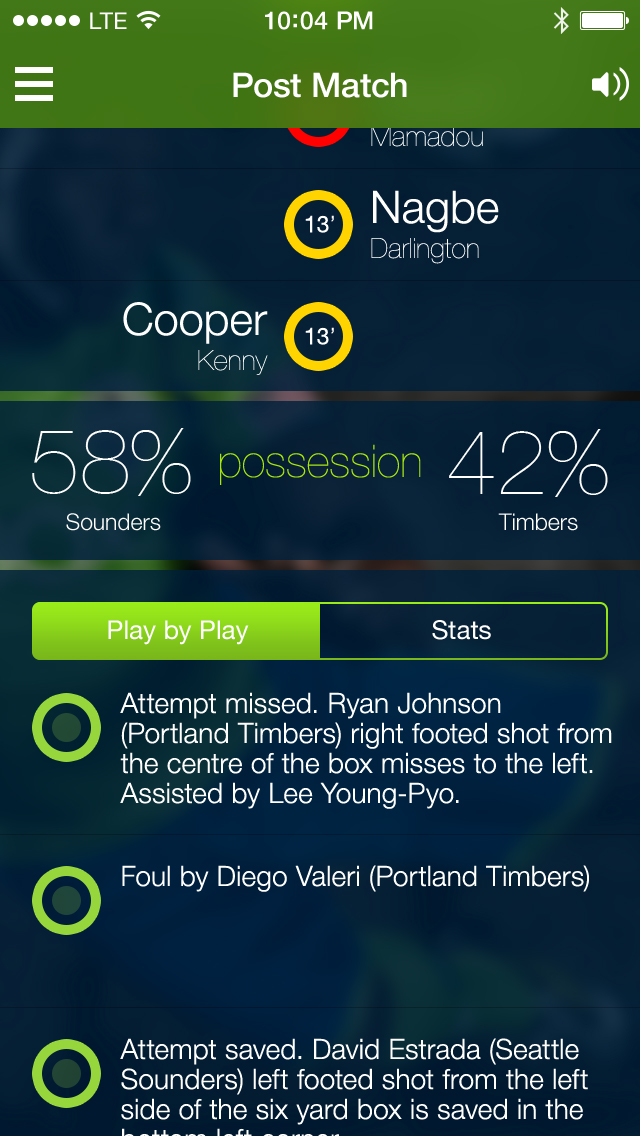 LTE 10:04 PM
Post Match
Mamadou
13’ Nagbe
Darlington
Cooper 13’
Kenny
58% possession 42%
Sounders Timbers
Play by Play Stats
Attempt missed. Ryan Johnson
(Portland Timbers) right footed shot from
the centre of the box misses to the left.
Assisted by Lee Young-Pyo.
Foul by Diego Valeri (Portland Timbers)
Attempt saved. David Estrada (Seattle
Sounders) left footed shot from the left
side of the six yard box is saved in the
bottom left corner